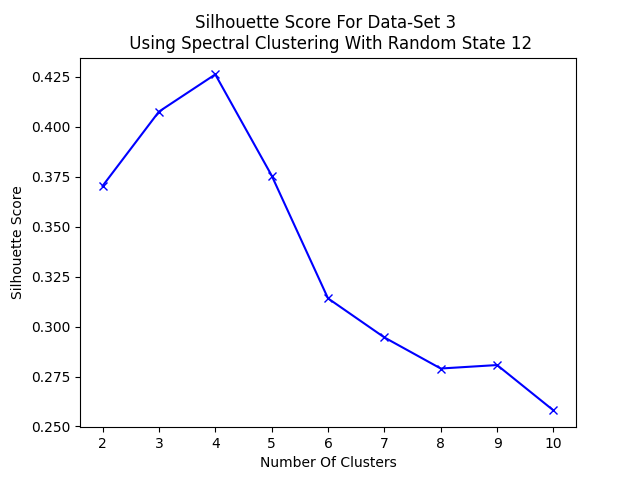 Silhouette Score For Data-Set 3
Using Spectral Clustering With Random State 12
0.425
0.400
0.375
0.350
0.325
0.300
0.275
0.250
Silhouette Score
2 3 4 5 6 7 8 9 10
Number Of Clusters